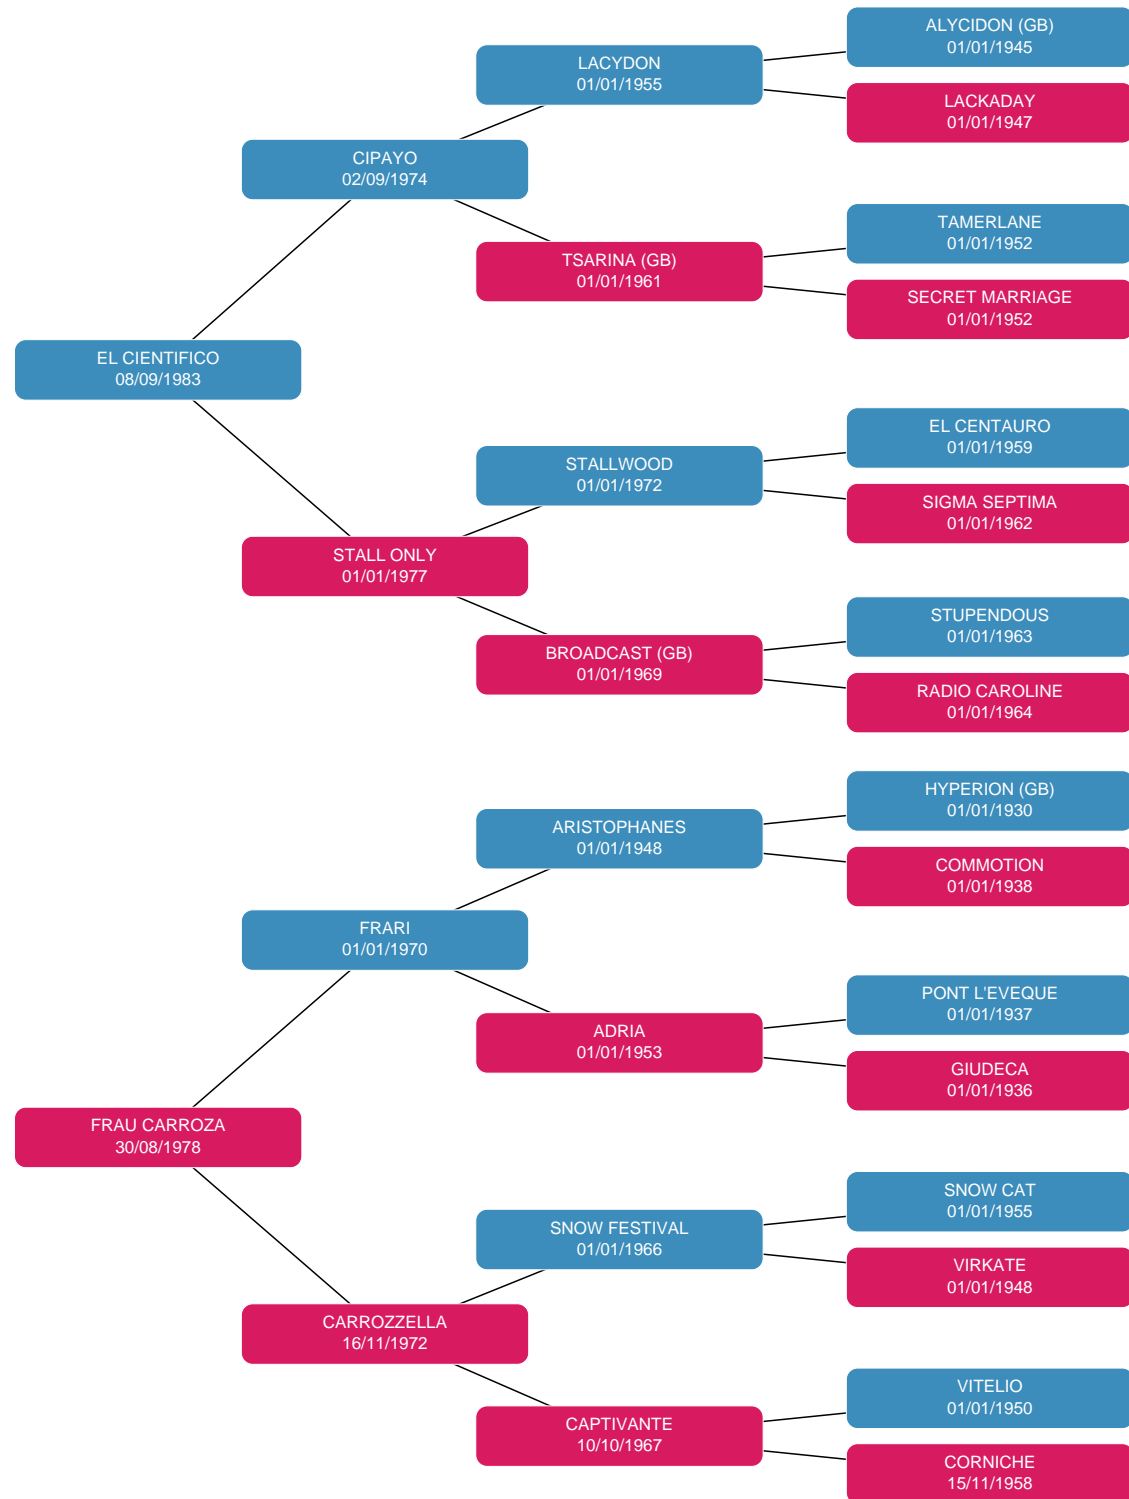 ALYCIDON (GB)
01/01/1945
LACYDON
01/01/1955
LACKADAY
01/01/1947
CIPAYO
02/09/1974
TAMERLANE
01/01/1952
TSARINA (GB)
01/01/1961
SECRET MARRIAGE
01/01/1952
EL CIENTIFICO
08/09/1983
EL CENTAURO
01/01/1959
STALLWOOD
01/01/1972
SIGMA SEPTIMA
01/01/1962
STALL ONLY
01/01/1977
STUPENDOUS
01/01/1963
BROADCAST (GB)
01/01/1969
RADIO CAROLINE
01/01/1964
HYPERION (GB)
01/01/1930
ARISTOPHANES
01/01/1948
COMMOTION
01/01/1938
FRARI
01/01/1970
PONT L'EVEQUE
01/01/1937
ADRIA
01/01/1953
GIUDECA
01/01/1936
FRAU CARROZA
30/08/1978
SNOW CAT
01/01/1955
SNOW FESTIVAL
01/01/1966
VIRKATE
01/01/1948
CARROZZELLA
16/11/1972
VITELIO
01/01/1950
CAPTIVANTE
10/10/1967
CORNICHE
15/11/1958